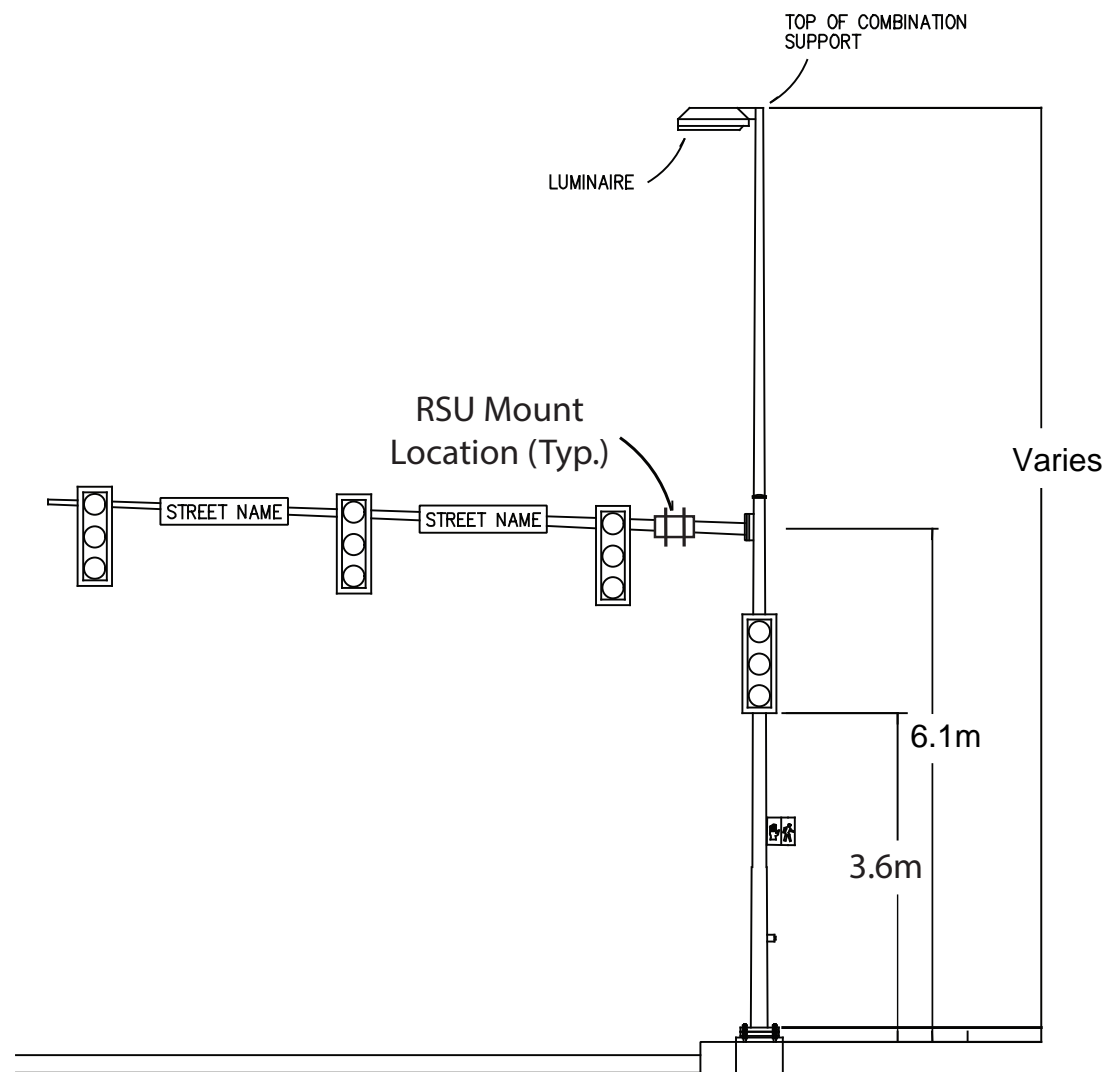 TOP OF COMBINATION
SUPPORT
LUMINAIRE
RSU Mount
Location (Typ.)
Varies
STREET NAME
STREET NAME
6.1m
3.6m